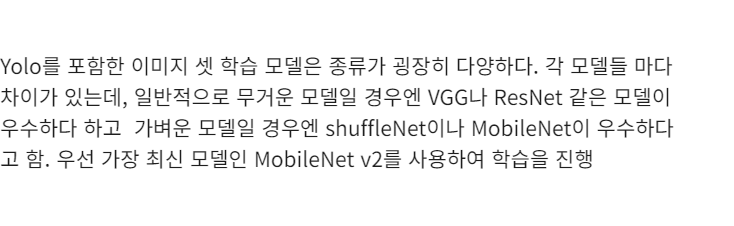 Yolo를 포함한 이미지 셋 학습 모델은 종류가 굉장히 다양하다. 각 모델들 마다
차이가 있는데, 일반적으로 무거운 모델일 경우엔 VGG나 ResNet 같은 모델이
우수하다 하고  가벼운 모델일 경우엔 shuffleNet이나 MobileNet이 우수하다
고 함. 우선 가장 최신 모델인 MobileNet v2를 사용하여 학습을 진행